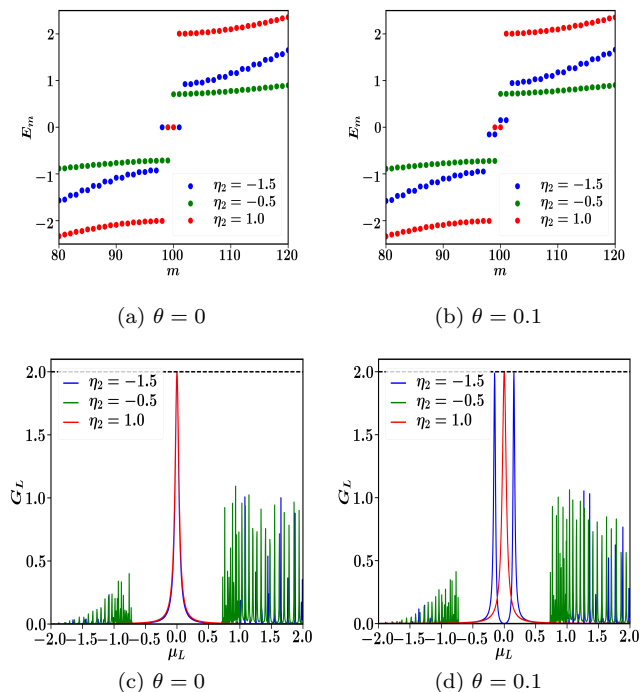 2
1
0
−1
−2
E_m
80 90 100 110 120
m
η₂ = −1.5
η₂ = −0.5
η₂ = 1.0
(a) θ = 0
2
1
0
−1
−2
E_m
80 90 100 110 120
m
η₂ = −1.5
η₂ = −0.5
η₂ = 1.0
(b) θ = 0.1
2.0
1.5
1.0
0.5
0.0
G_L
−2.0 −1.5 −1.0 −0.5 0.0 0.5 1.0 1.5 2.0
μ_L
η₂ = −1.5
η₂ = −0.5
η₂ = 1.0
(c) θ = 0
2.0
1.5
1.0
0.5
0.0
G_L
−2.0 −1.5 −1.0 −0.5 0.0 0.5 1.0 1.5 2.0
μ_L
η₂ = −1.5
η₂ = −0.5
η₂ = 1.0
(d) θ = 0.1